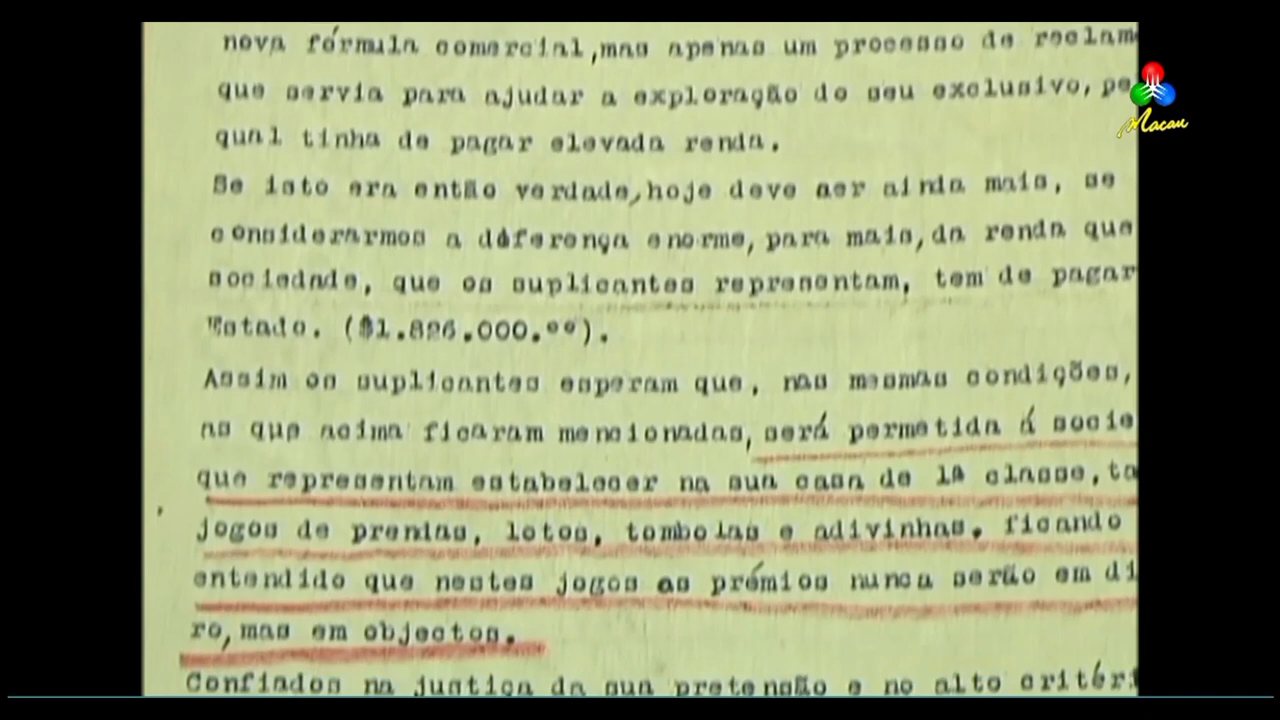 nova fórmula comercial,mas apenas um processo de reclam
que servia para ajudar a exploração do seu exclusivo, pe
qual tinha de pagar elevada renda.
Se isto era então verdade,hoje deve ser ainda mais, se
considerarmos a diferença enorme,para mais,da renda que
sociedade, que os suplicantes representam, tem de pagar
Estado. ($1.826.000.ºº).
Assim os suplicantes esperam que, nas mesmas condições,
as que acima ficaram mencionadas,será permetida á socie
que representam estabelecer na sua casa de 1ª classe,ta
jogos de premias, lotos, tombolas e adivinhas, ficando
entendido que nestes jogos as prémios nunca serão em di
ro,mas em objectos.
Confiados na justiça da sua pretensão e no alto critéri
Macau